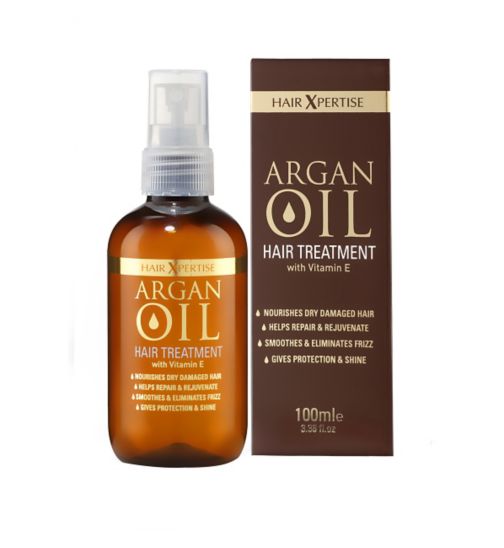 HAIR XPERTISE
ARGAN
OIL
HAIR TREATMENT
with Vitamin E
NOURISHES DRY DAMAGED HAIR
HELPS REPAIR & REJUVENATE
SMOOTHES & ELIMINATES FRIZZ
GIVES PROTECTION & SHINE
HAIR XPERTISE
ARGAN
OIL
HAIR TREATMENT
with Vitamin E
NOURISHES DRY DAMAGED HAIR
HELPS REPAIR & REJUVENATE
SMOOTHES & ELIMINATES FRIZZ
GIVES PROTECTION & SHINE
100ml℮
3.38 fl.oz